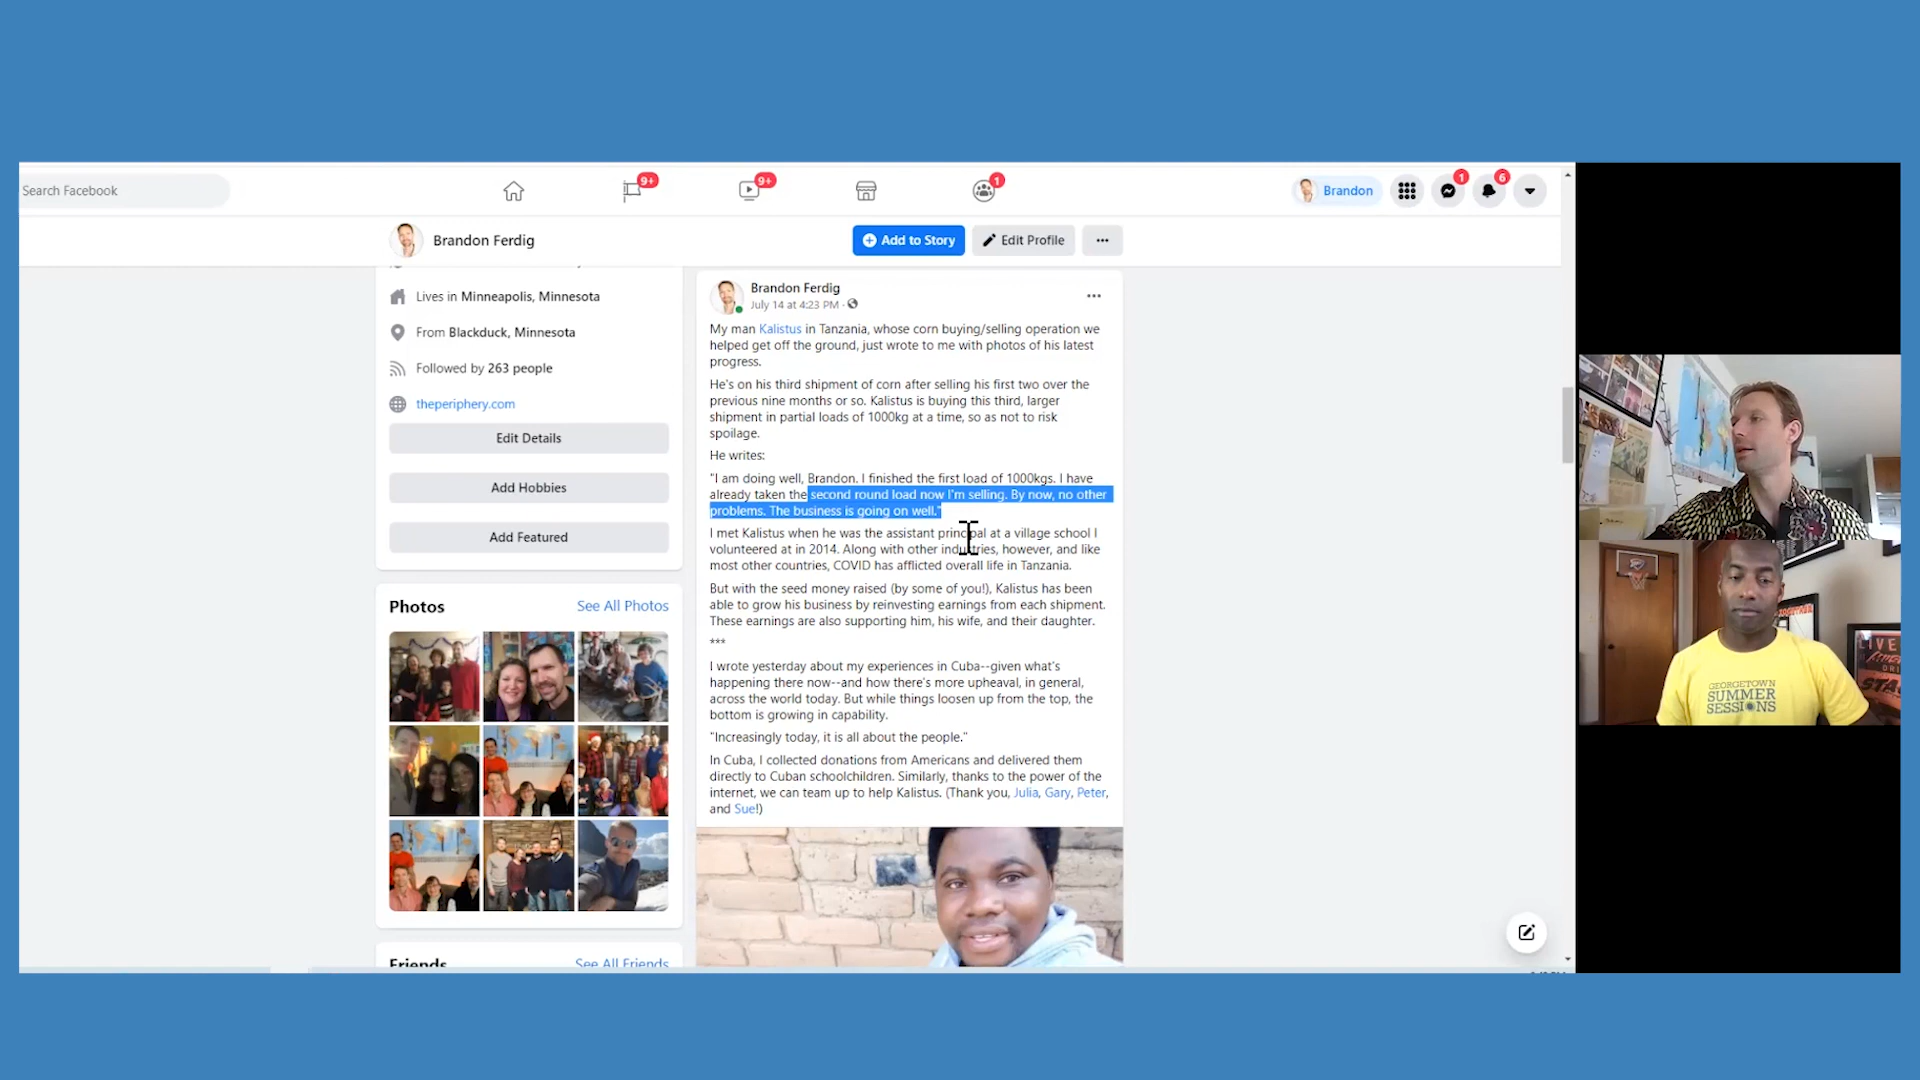 Search Facebook
9+
9+
1
Brandon
1
6
Brandon Ferdig
Add to Story
Edit Profile
Lives in Minneapolis, Minnesota
From Blackduck, Minnesota
Followed by 263 people
theperiphery.com
Edit Details
Add Hobbies
Add Featured
Photos
See All Photos
Friends
See All Friends
Brandon Ferdig
July 14 at 4:23 PM ·
My man Kalistus in Tanzania, whose corn buying/selling operation we
helped get off the ground, just wrote to me with photos of his latest
progress.
He's on his third shipment of corn after selling his first two over the
previous nine months or so. Kalistus is buying this third, larger
shipment in partial loads of 1000kg at a time, so as not to risk
spoilage.
He writes:
"I am doing well, Brandon. I finished the first load of 1000kgs. I have
already taken the second round load now I'm selling. By now, no other
problems. The business is going on well."
I met Kalistus when he was the assistant principal at a village school I
volunteered at in 2014. Along with other industries, however, and like
most other countries, COVID has afflicted overall life in Tanzania.
But with the seed money raised (by some of you!), Kalistus has been
able to grow his business by reinvesting earnings from each shipment.
These earnings are also supporting him, his wife, and their daughter.
***
I wrote yesterday about my experiences in Cuba--given what's
happening there now--and how there's more upheaval, in general,
across the world today. But while things loosen up from the top, the
bottom is growing in capability.
"Increasingly today, it is all about the people."
In Cuba, I collected donations from Americans and delivered them
directly to Cuban schoolchildren. Similarly, thanks to the power of the
internet, we can team up to help Kalistus. (Thank you, Julia, Gary, Peter,
and Sue!)
GEORGETOWN
SUMMER
SESSIONS
LIVE